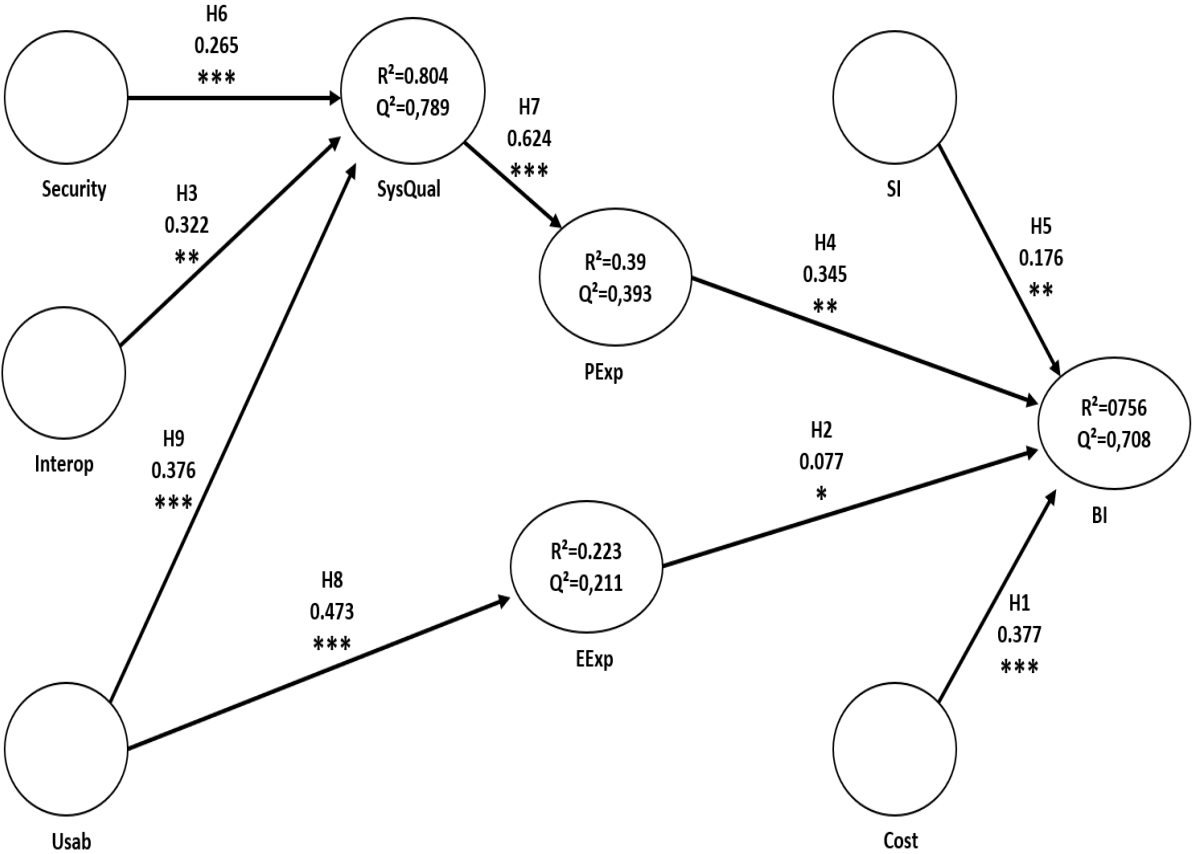 H6
0.265
***
Security
R²=0.804
Q²=0,789
SysQual
H7
0.624
***
SI
H3
0.322
**
Interop
R²=0.39
Q²=0,393
PExp
H4
0.345
**
H5
0.176
**
R²=0756
Q²=0,708
BI
H9
0.376
***
H2
0.077
*
R²=0.223
Q²=0,211
EExp
H8
0.473
***
H1
0.377
***
Usab
Cost